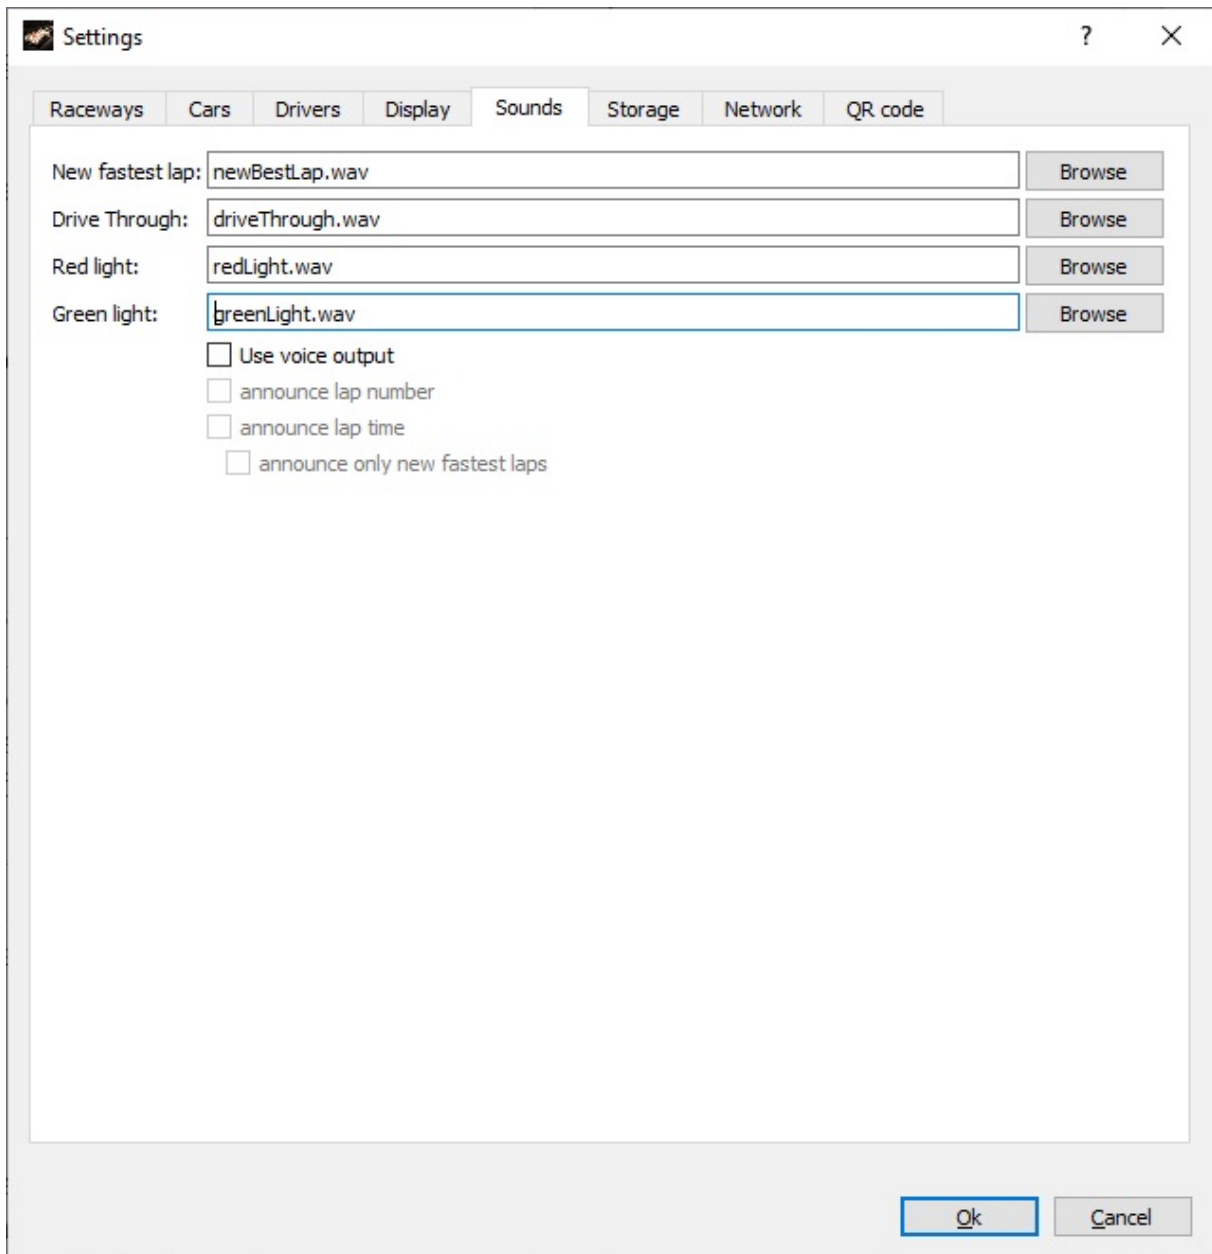 Settings ?
Raceways Cars Drivers Display Sounds Storage Network QR code
New fastest lap: newBestLap.wav Browse
Drive Through: driveThrough.wav Browse
Red light: redLight.wav Browse
Green light: greenLight.wav Browse
Use voice output
announce lap number
announce lap time
announce only new fastest laps
Ok Cancel